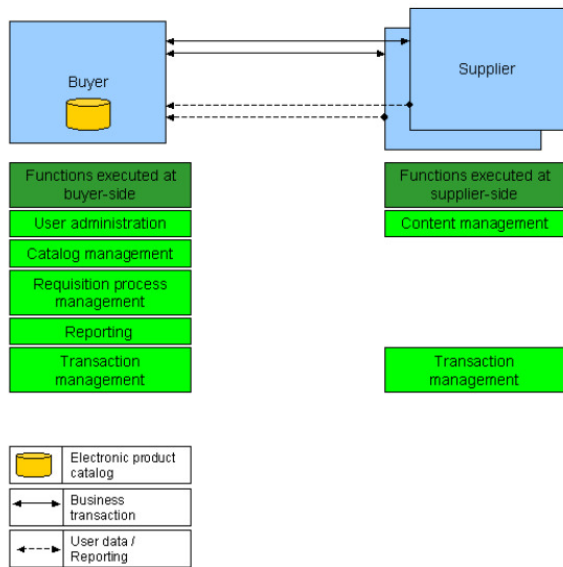 Buyer
Supplier
Functions executed at
buyer-side
Functions executed at
supplier-side
User administration
Content management
Catalog management
Requisition process
management
Reporting
Transaction
management
Transaction
management
Electronic product
catalog
Business
transaction
User data /
Reporting